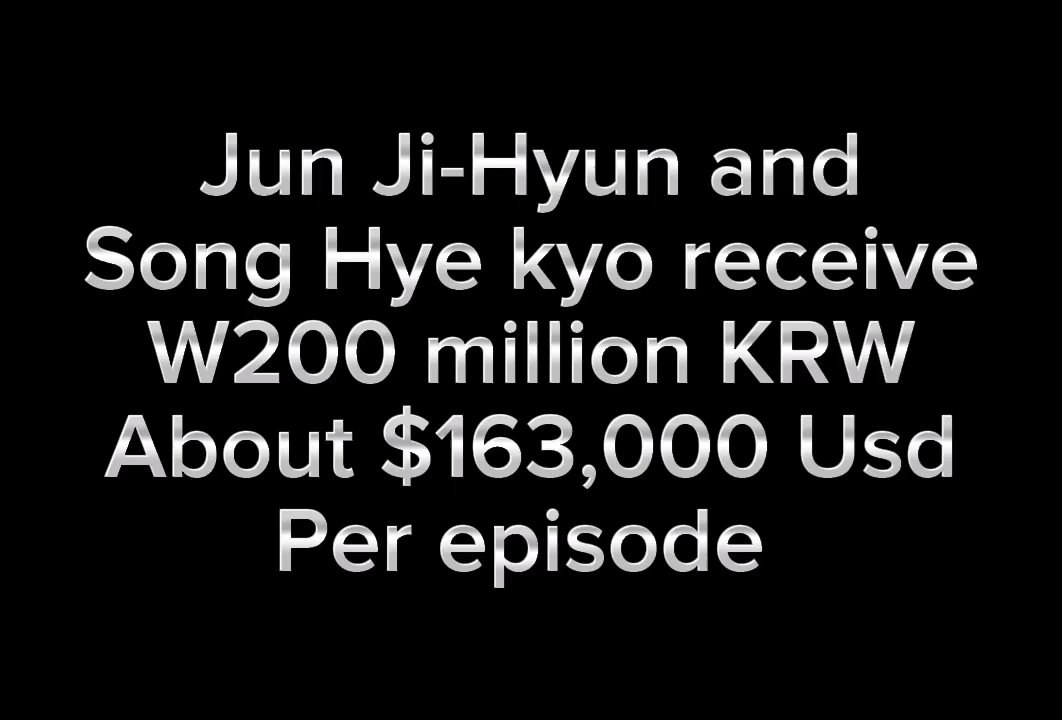 Jun Ji-Hyun and
Song Hye kyo receive
W200 million KRW
About $163,000 Usd
Per episode